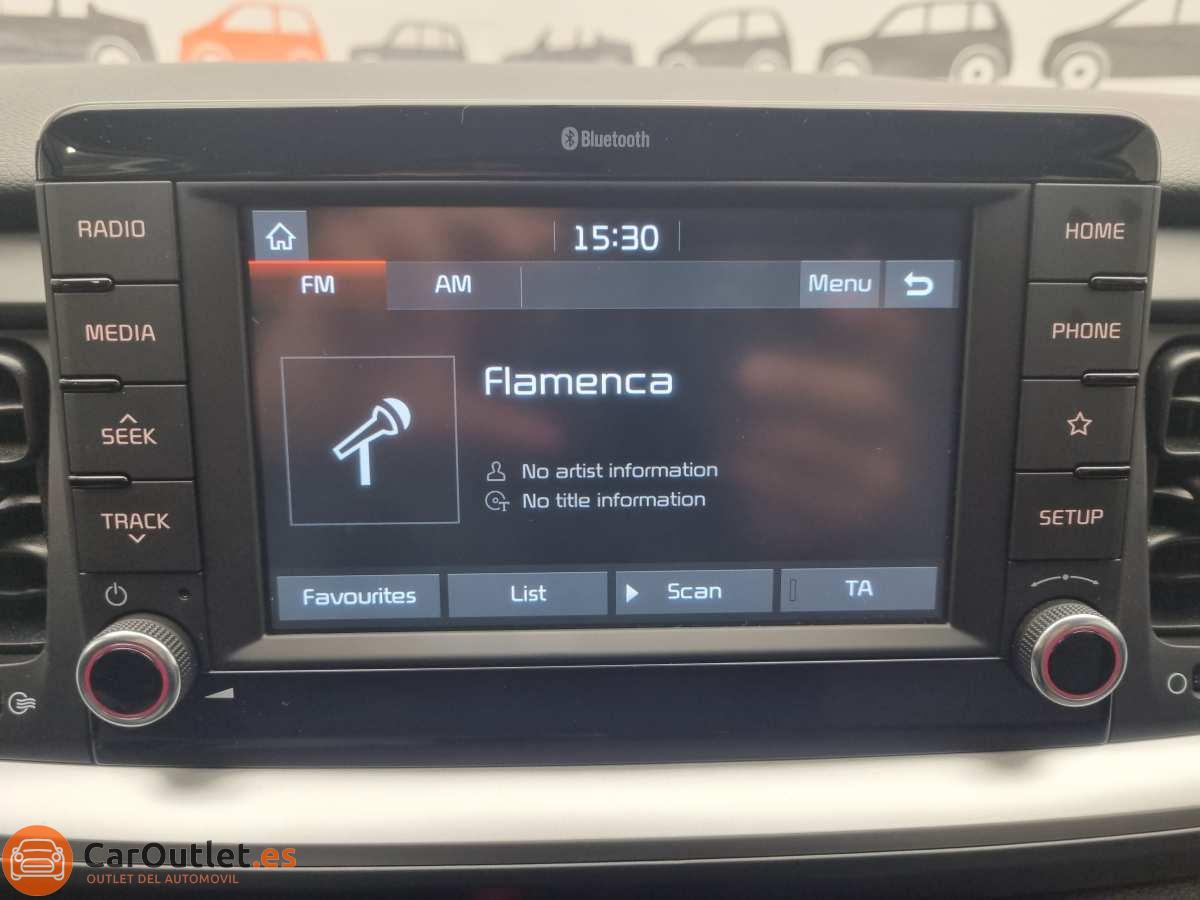 Bluetooth
RADIO
MEDIA
SEEK
TRACK
15:30
FM AM Menu
Flamenca
No artist information
No title information
Favourites List Scan TA
HOME
PHONE
SETUP
CarOutlet.es
OUTLET DEL AUTOMOVIL